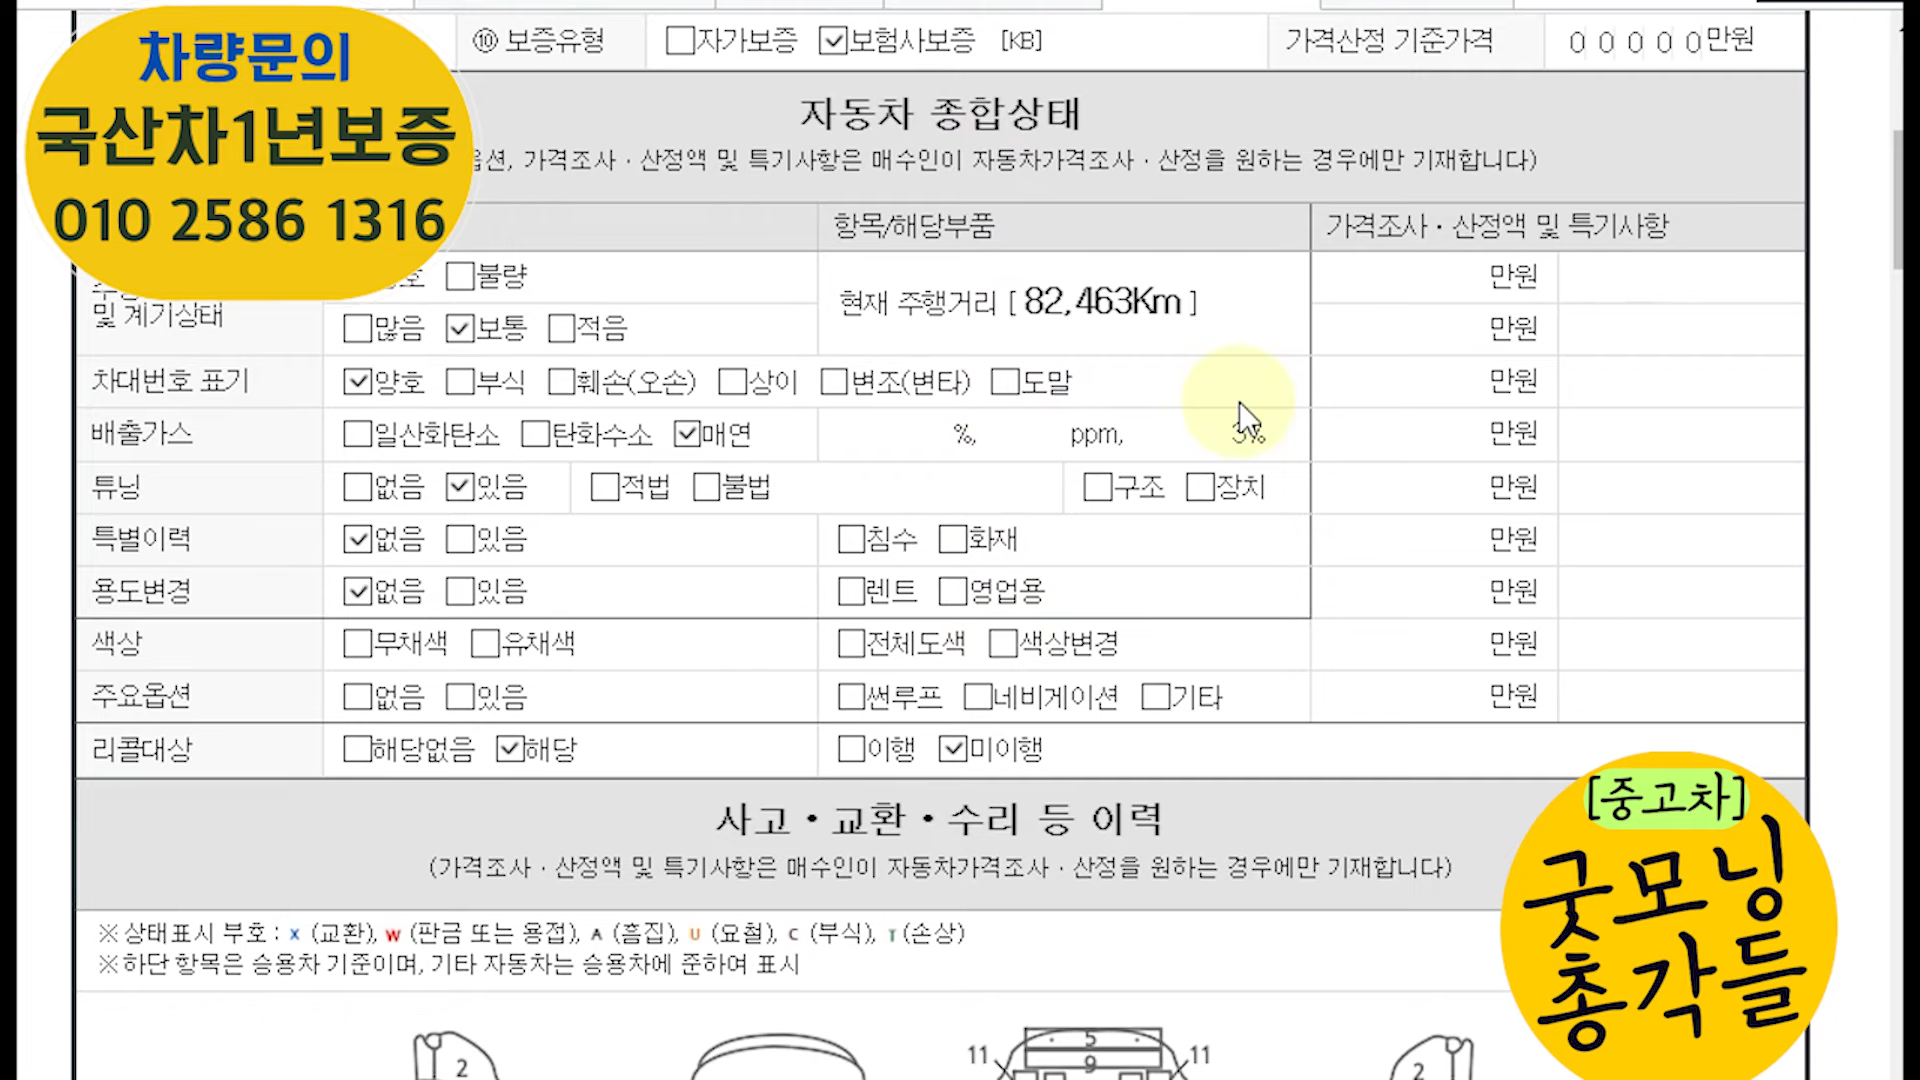 차량문의
국산차1년보증
010 2586 1316
⑩ 보증유형 □자가보증 ☑보험사보증 [KB] 가격산정 기준가격 0 0 0 0 0만원
자동차 종합상태
가격조사·산정액 및 특기사항은 매수인이 자동차가격조사·산정을 원하는 경우에만 기재합니다)
항목/해당부품 가격조사·산정액 및 특기사항
□불량 현재 주행거리 [ 82,463Km ] 만원
및 계기상태 □많음 ☑보통 □적음 만원
차대번호 표기 ☑양호 □부식 □훼손(오손) □상이 □변조(변타) □도말 만원
배출가스 □일산화탄소 □탄화수소 ☑매연 %, ppm, 만원
튜닝 □없음 ☑있음 □적법 □불법 □구조 □장치 만원
특별이력 ☑없음 □있음 □침수 □화재 만원
용도변경 ☑없음 □있음 □렌트 □영업용 만원
색상 □무채색 □유채색 □전체도색 □색상변경 만원
주요옵션 □없음 □있음 □썬루프 □네비게이션 □기타 만원
리콜대상 □해당없음 ☑해당 □이행 ☑미이행
사고·교환·수리 등 이력
(가격조사·산정액 및 특기사항은 매수인이 자동차가격조사·산정을 원하는 경우에만 기재합니다)
※ 상태표시 부호 : X (교환), W (판금 또는 용접), A (흠집), U (요철), C (부식), T (손상)
※ 하단 항목은 승용차 기준이며, 기타 자동차는 승용차에 준하여 표시
2 11 5 9 11 2
[중고차]
굿모닝
총각들